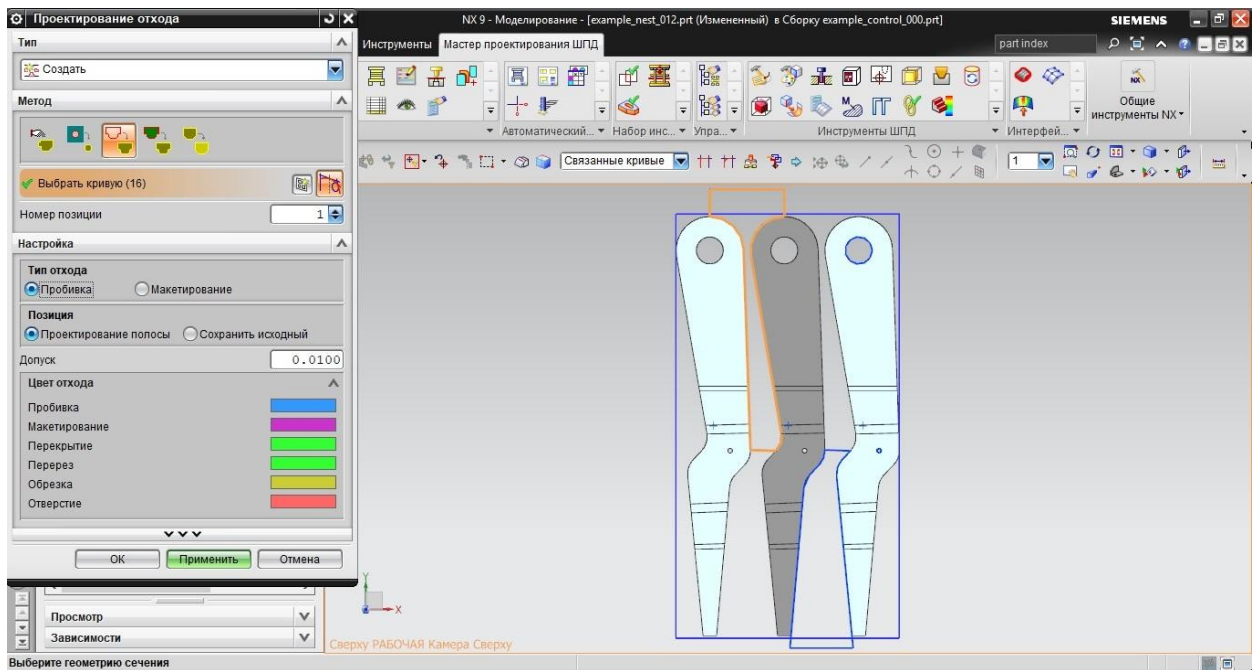 Проектирование отхода
NX 9 - Моделирование - [example_nest_012.prt (Измененный) в Сборку example_control_000.prt]
SIEMENS
Тип
Создать
Инструменты
Мастер проектирования ШПД
part index
Метод
Общие
инструменты NX
Автоматический...
Набор инс...
Упра...
Инструменты ШПД
Интерфей...
Связанные кривые
1
Выбрать кривую (16)
Номер позиции
1
Настройка
Тип отхода
Пробивка
Макетирование
Позиция
Проектирование полосы
Сохранить исходный
Допуск
0.0100
Цвет отхода
Пробивка
Макетирование
Перекрытие
Перерез
Обрезка
Отверстие
ОК
Применить
Отмена
Просмотр
Зависимости
Y
X
Сверху РАБОЧАЯ Камера Сверху
Выберите геометрию сечения